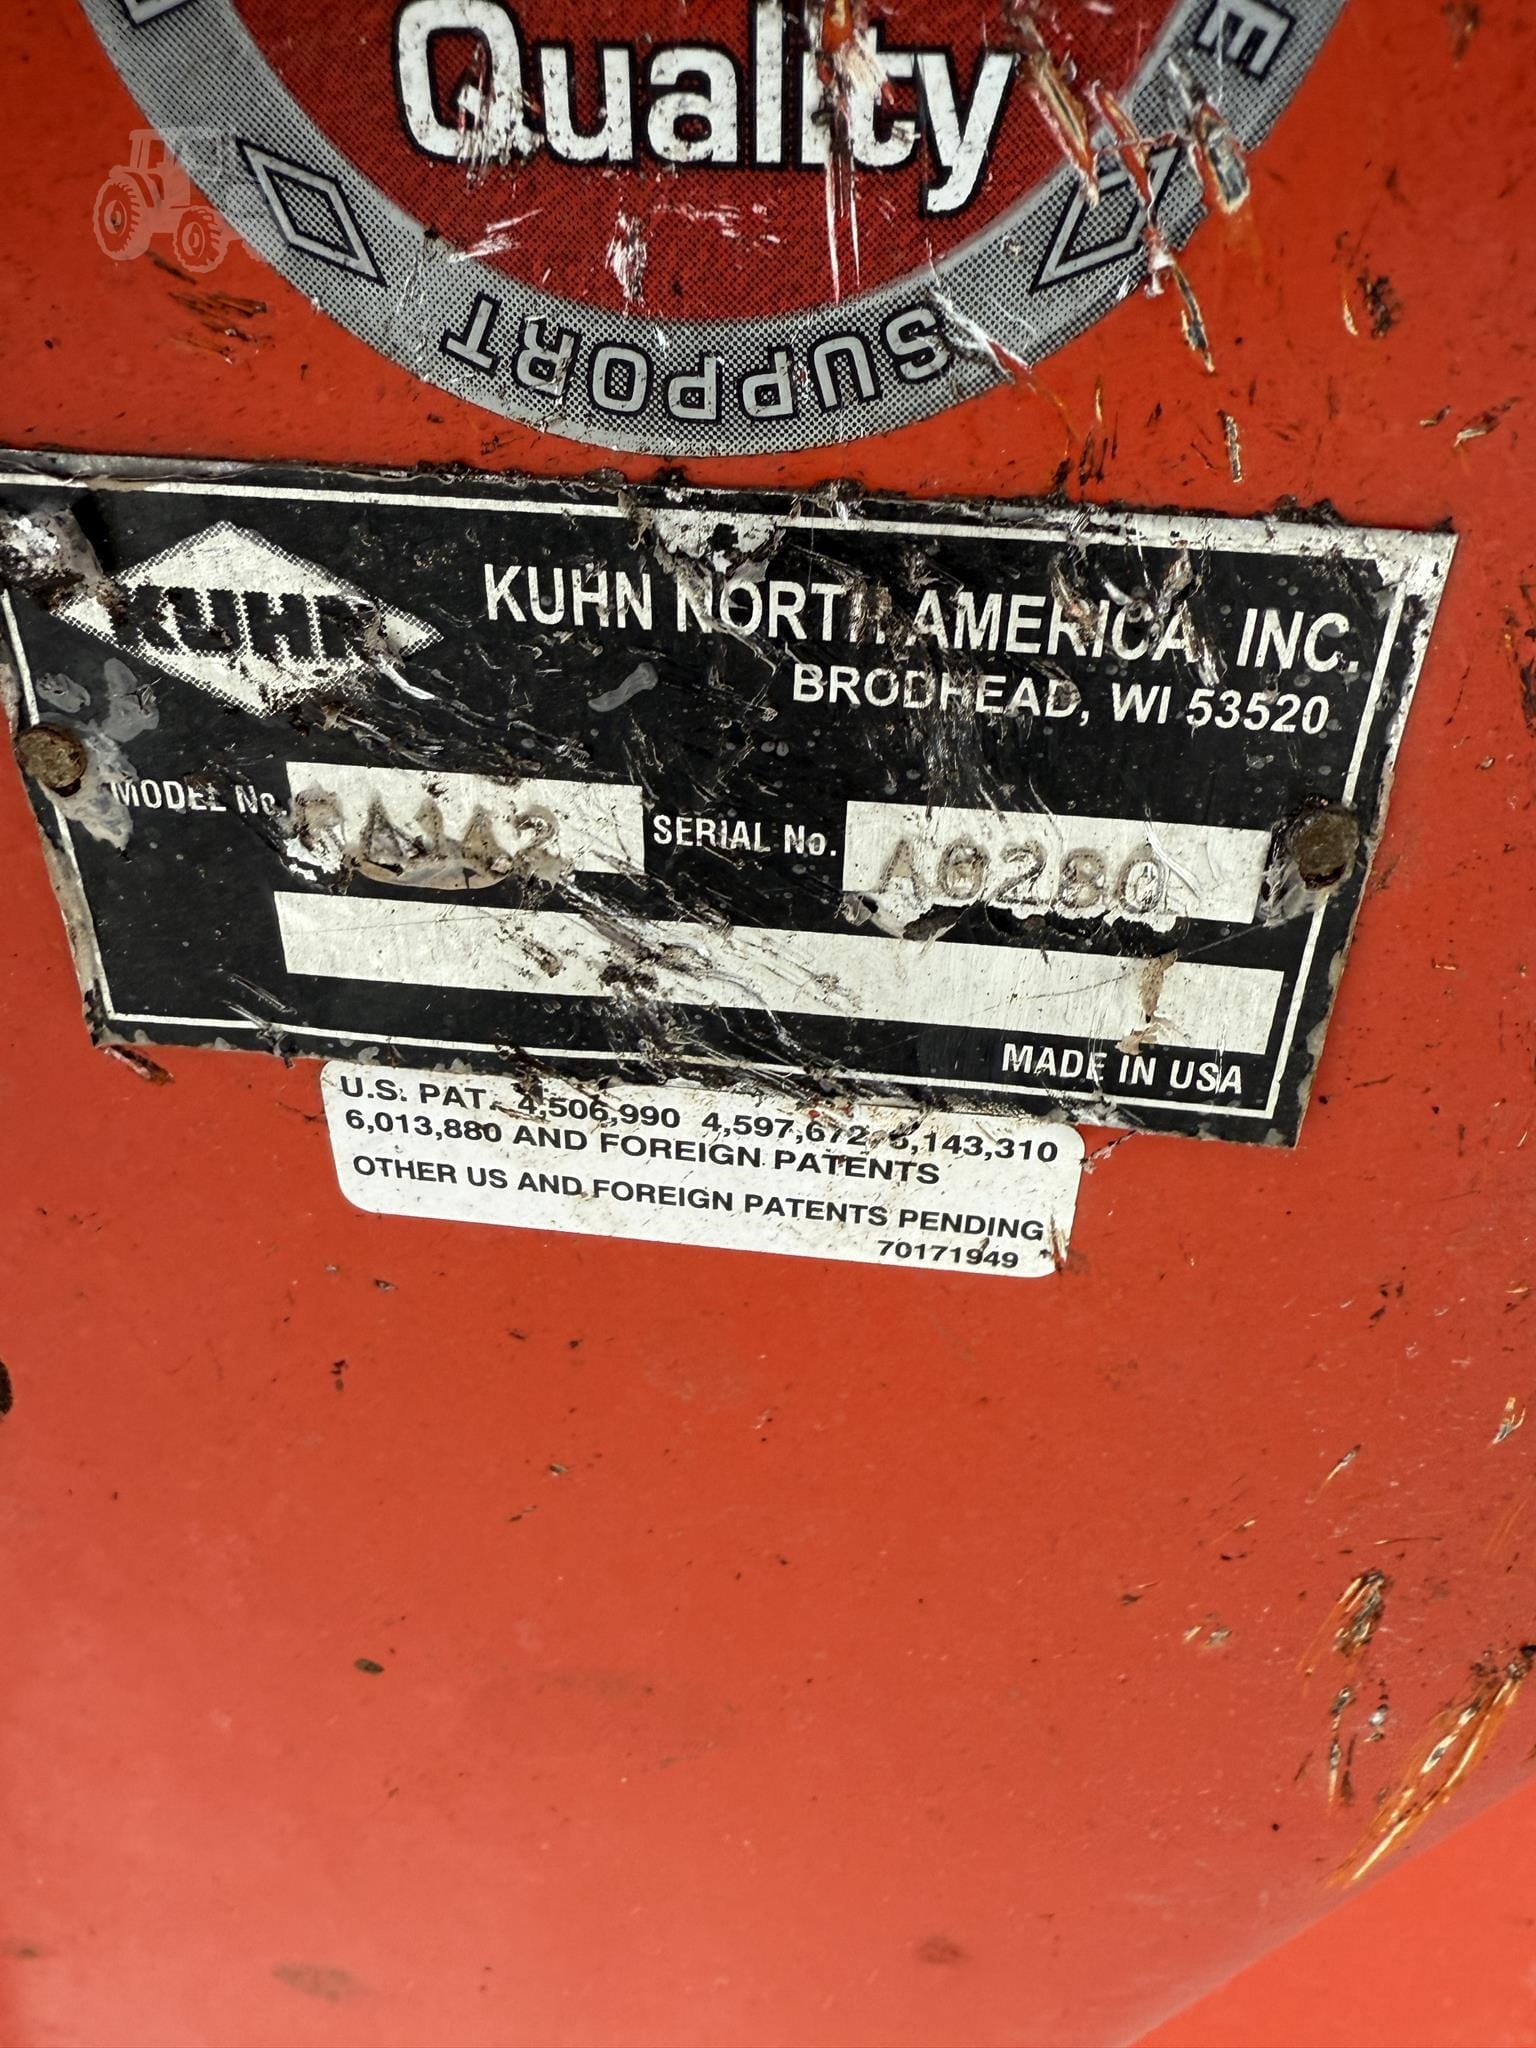 Quality
E
SUPPORT
KUHN
KUHN NORTH AMERICA, INC.
BRODHEAD, WI 53520
MODEL No. SERIAL No. A0280
MADE IN USA
U.S. PAT. 4,506,990 4,597,672 5,143,310
6,013,880 AND FOREIGN PATENTS
OTHER US AND FOREIGN PATENTS PENDING
70171949